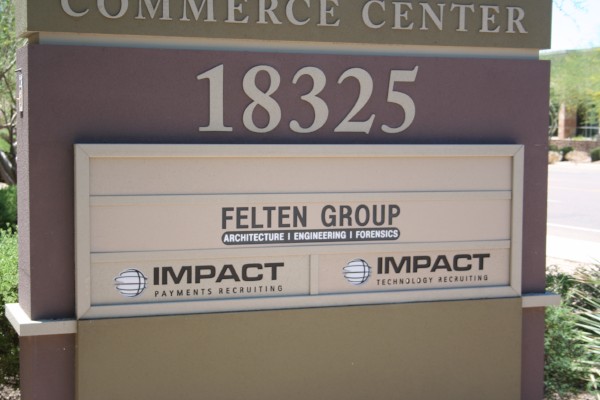 COMMERCE CENTER
18325
FELTEN GROUP
ARCHITECTURE I ENGINEERING I FORENSICS
IMPACT
PAYMENTS RECRUITING
IMPACT
TECHNOLOGY RECRUITING